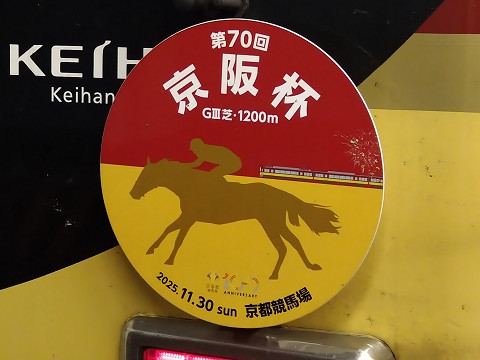 KEIH
Keihan
第70回
京阪杯
GⅢ芝・1200m
ANNIVERSARY
2025.11.30 sun 京都競馬場